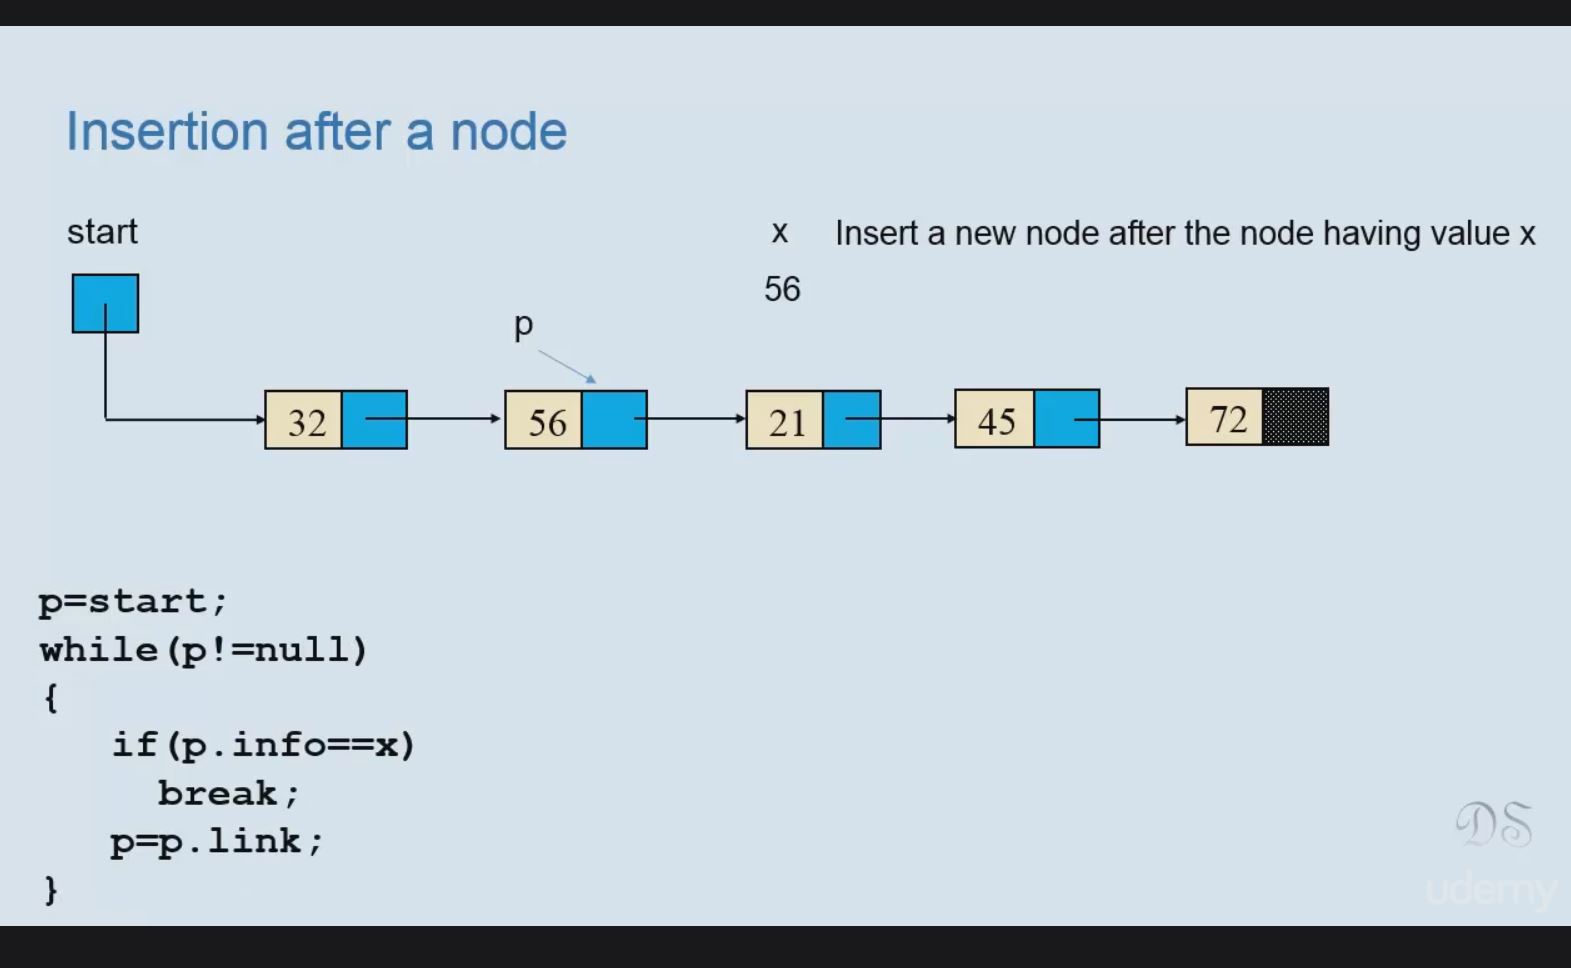 Insertion after a node
start
x Insert a new node after the node having value x
56
p
32 56 21 45 72
p=start;
while(p!=null)
{
if(p.info==x)
break;
p=p.link;
}
DS
udemy